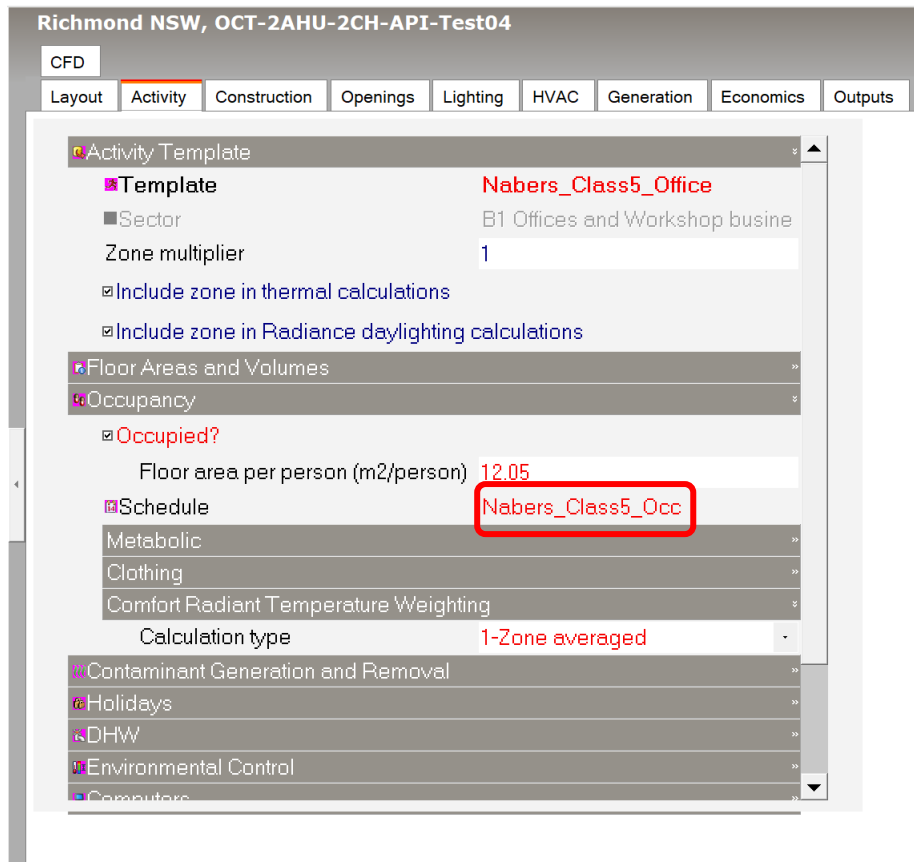 Richmond NSW, OCT-2AHU-2CH-API-Test04
CFD
Layout Activity Construction Openings Lighting HVAC Generation Economics Outputs
Activity Template
Template Nabers_Class5_Office
Sector B1 Offices and Workshop busine
Zone multiplier 1
Include zone in thermal calculations
Include zone in Radiance daylighting calculations
Floor Areas and Volumes
Occupancy
Occupied?
Floor area per person (m2/person) 12.05
Schedule Nabers_Class5_Occ
Metabolic
Clothing
Comfort Radiant Temperature Weighting
Calculation type 1-Zone averaged
Contaminant Generation and Removal
Holidays
DHW
Environmental Control
Computers